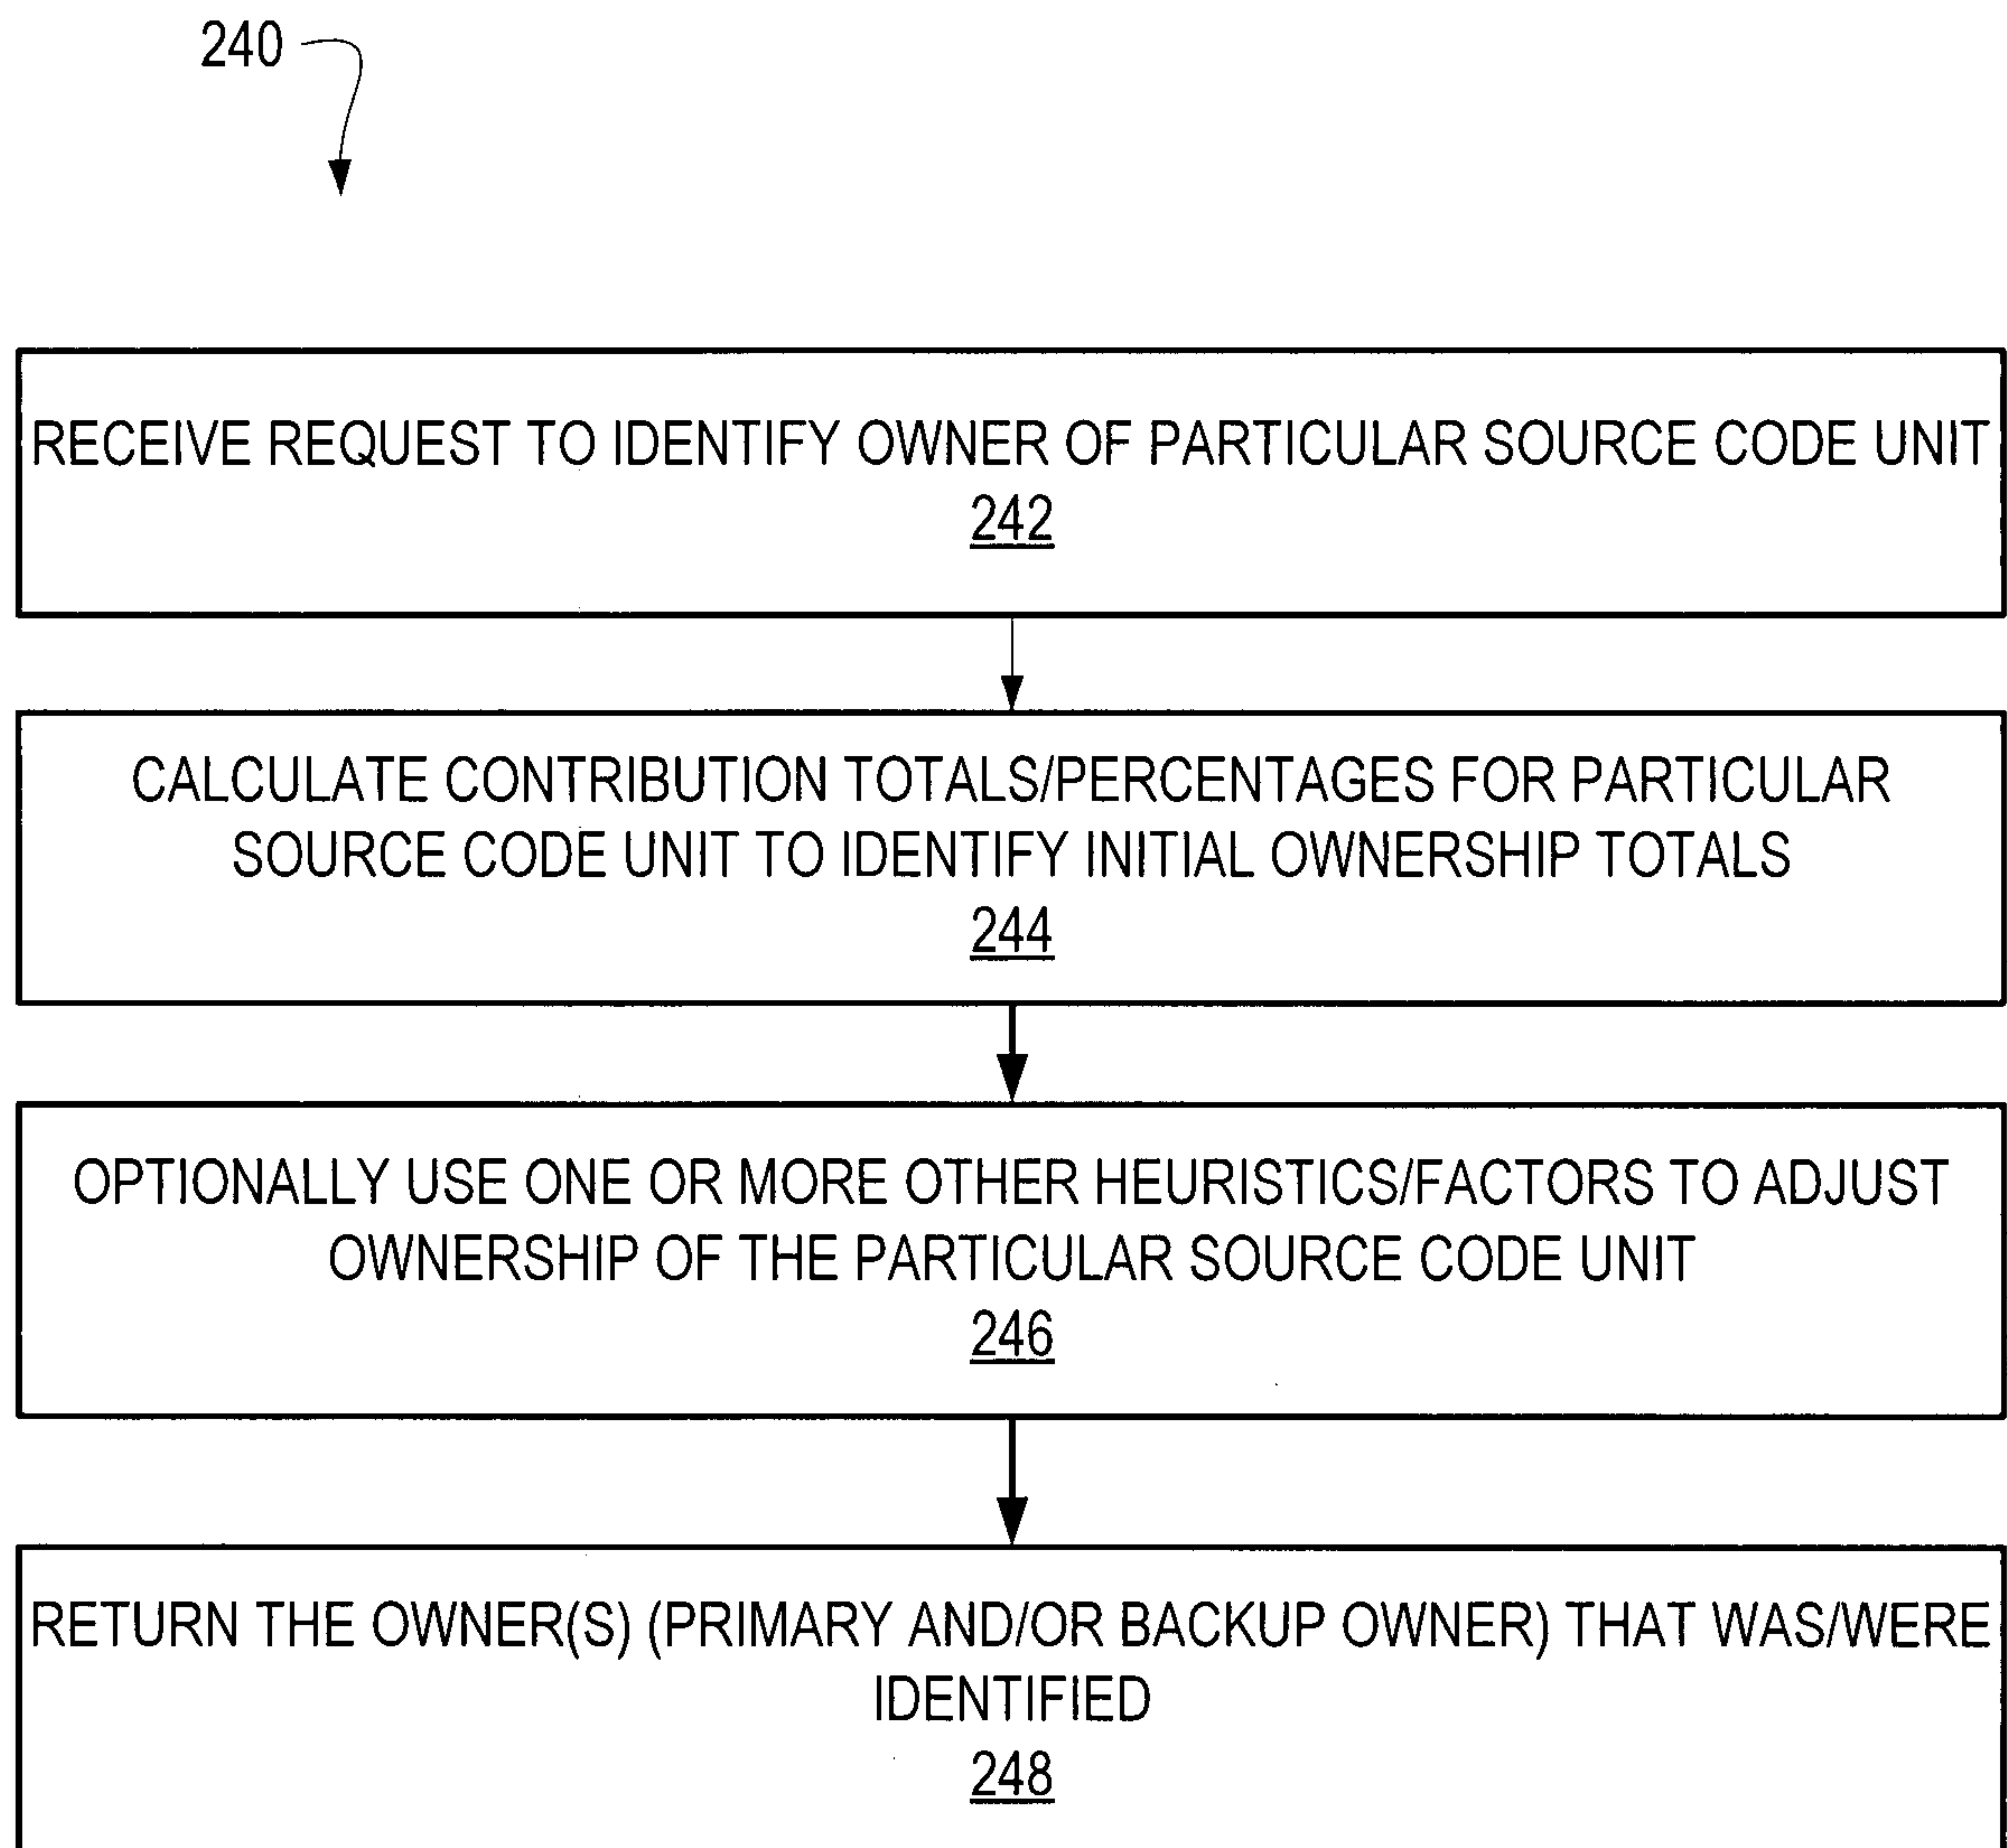 240
RECEIVE REQUEST TO IDENTIFY OWNER OF PARTICULAR SOURCE CODE UNIT
242
CALCULATE CONTRIBUTION TOTALS/PERCENTAGES FOR PARTICULAR
SOURCE CODE UNIT TO IDENTIFY INITIAL OWNERSHIP TOTALS
244
OPTIONALLY USE ONE OR MORE OTHER HEURISTICS/FACTORS TO ADJUST
OWNERSHIP OF THE PARTICULAR SOURCE CODE UNIT
246
RETURN THE OWNER(S) (PRIMARY AND/OR BACKUP OWNER) THAT WAS/WERE
IDENTIFIED
248